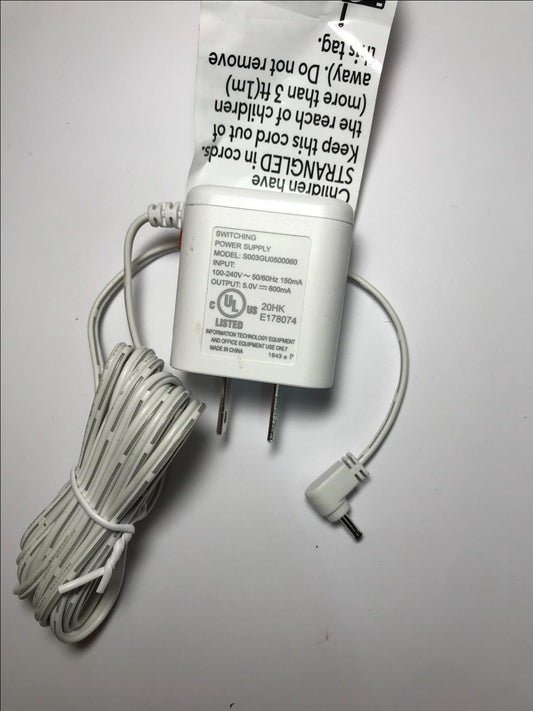 Children have
STRANGLED in cords.
Keep this cord out of
the reach of children
(more than 3 ft(1m)
away). Do not remove
this tag.
SWITCHING
POWER SUPPLY
MODEL: S003GU0500060
INPUT:
100-240V ~ 50/60Hz 150mA
OUTPUT: 5.0V ⎓ 600mA
C UL US 20HK
LISTED E178074
INFORMATION TECHNOLOGY EQUIPMENT
AND OFFICE EQUIPMENT USE ONLY
MADE IN CHINA 1643 e P